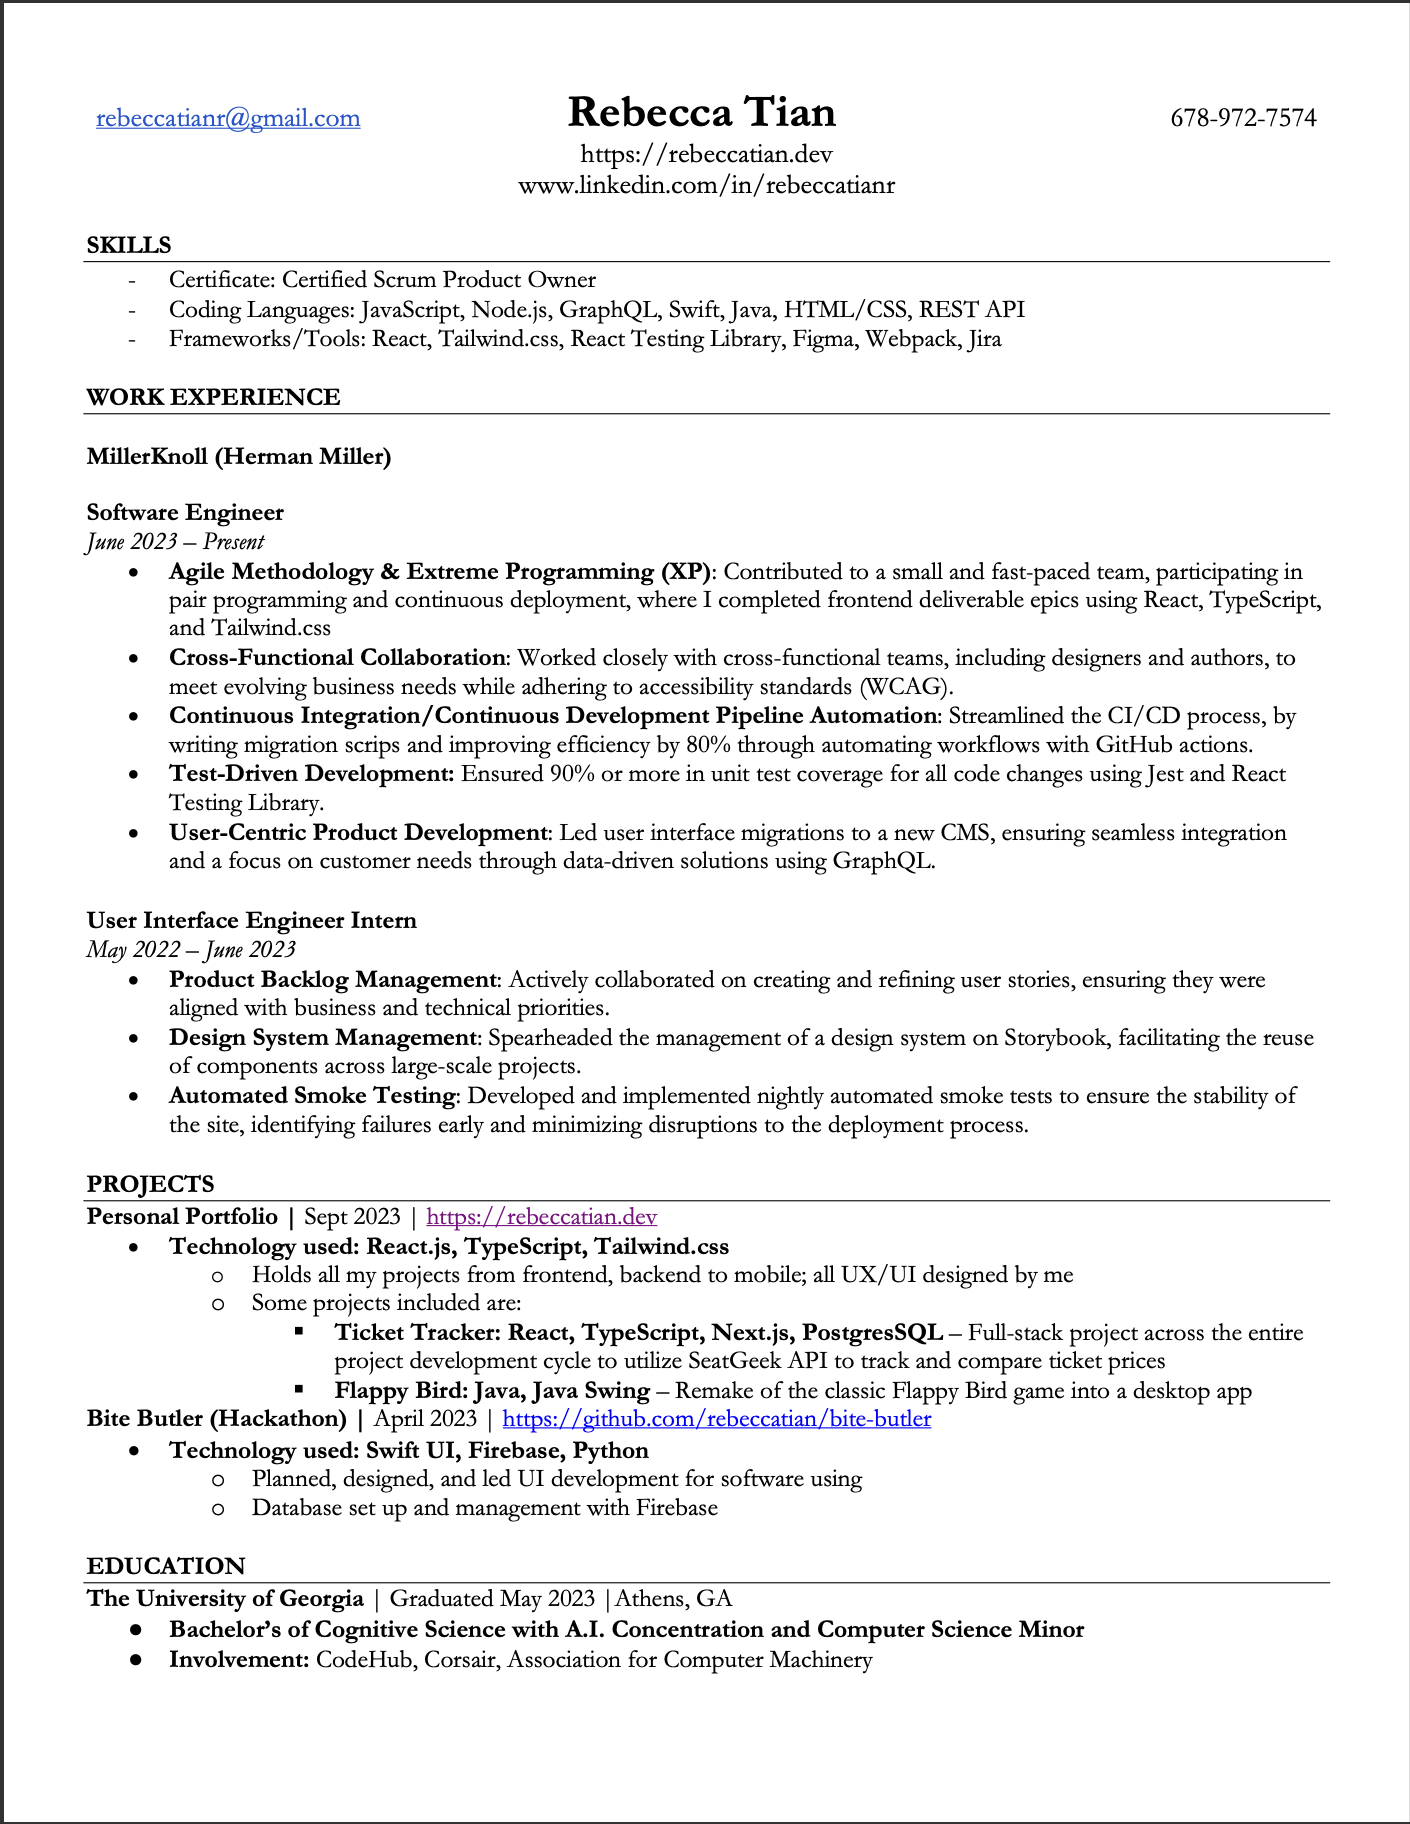 rebeccatianr@gmail.com Rebecca Tian 678-972-7574
https://rebeccatian.dev
www.linkedin.com/in/rebeccatianr
SKILLS
- Certificate: Certified Scrum Product Owner
- Coding Languages: JavaScript, Node.js, GraphQL, Swift, Java, HTML/CSS, REST API
- Frameworks/Tools: React, Tailwind.css, React Testing Library, Figma, Webpack, Jira
WORK EXPERIENCE
MillerKnoll (Herman Miller)
Software Engineer
June 2023 – Present
• Agile Methodology & Extreme Programming (XP): Contributed to a small and fast-paced team, participating in
pair programming and continuous deployment, where I completed frontend deliverable epics using React, TypeScript,
and Tailwind.css
• Cross-Functional Collaboration: Worked closely with cross-functional teams, including designers and authors, to
meet evolving business needs while adhering to accessibility standards (WCAG).
• Continuous Integration/Continuous Development Pipeline Automation: Streamlined the CI/CD process, by
writing migration scrips and improving efficiency by 80% through automating workflows with GitHub actions.
• Test-Driven Development: Ensured 90% or more in unit test coverage for all code changes using Jest and React
Testing Library.
• User-Centric Product Development: Led user interface migrations to a new CMS, ensuring seamless integration
and a focus on customer needs through data-driven solutions using GraphQL.
User Interface Engineer Intern
May 2022 – June 2023
• Product Backlog Management: Actively collaborated on creating and refining user stories, ensuring they were
aligned with business and technical priorities.
• Design System Management: Spearheaded the management of a design system on Storybook, facilitating the reuse
of components across large-scale projects.
• Automated Smoke Testing: Developed and implemented nightly automated smoke tests to ensure the stability of
the site, identifying failures early and minimizing disruptions to the deployment process.
PROJECTS
Personal Portfolio | Sept 2023 | https://rebeccatian.dev
• Technology used: React.js, TypeScript, Tailwind.css
o Holds all my projects from frontend, backend to mobile; all UX/UI designed by me
o Some projects included are:
▪ Ticket Tracker: React, TypeScript, Next.js, PostgresSQL – Full-stack project across the entire
project development cycle to utilize SeatGeek API to track and compare ticket prices
▪ Flappy Bird: Java, Java Swing – Remake of the classic Flappy Bird game into a desktop app
Bite Butler (Hackathon) | April 2023 | https://github.com/rebeccatian/bite-butler
• Technology used: Swift UI, Firebase, Python
o Planned, designed, and led UI development for software using
o Database set up and management with Firebase
EDUCATION
The University of Georgia | Graduated May 2023 |Athens, GA
● Bachelor’s of Cognitive Science with A.I. Concentration and Computer Science Minor
● Involvement: CodeHub, Corsair, Association for Computer Machinery